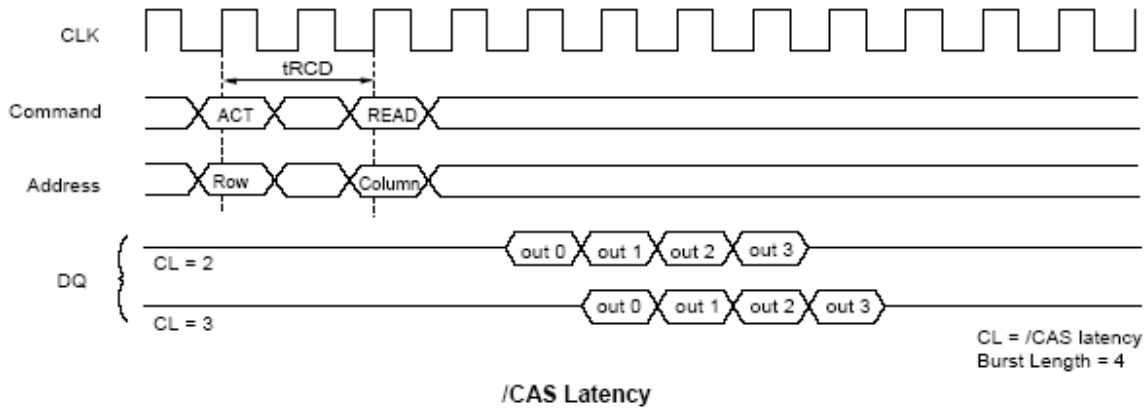 CLK
tRCD
Command ACT READ
Address Row Column
DQ
CL = 2 out 0 out 1 out 2 out 3
CL = 3 out 0 out 1 out 2 out 3
CL = /CAS latency
Burst Length = 4
/CAS Latency